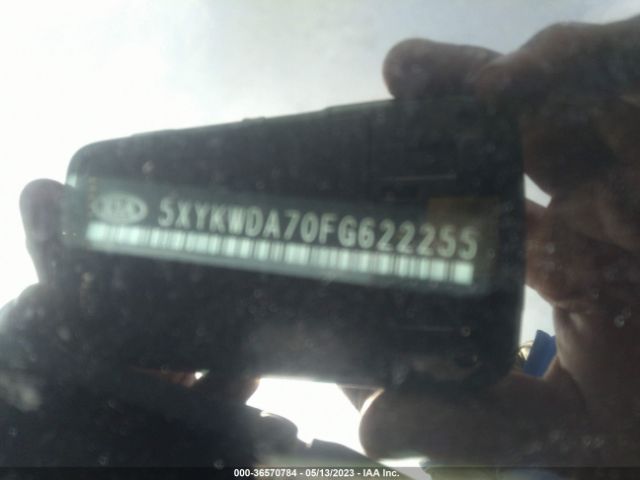 KIA 5XYKWDA70FG622255
000-36570784 - 05/13/2023 - IAA Inc.